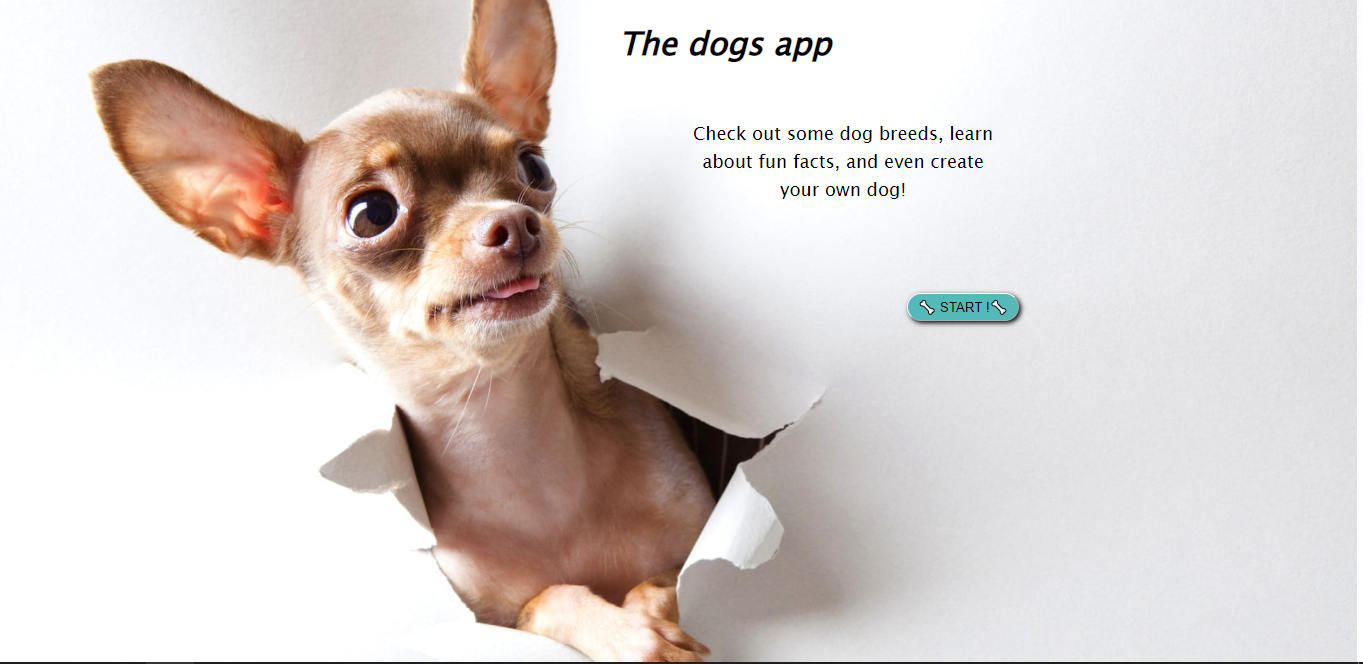 The dogs app
Check out some dog breeds, learn
about fun facts, and even create
your own dog!
🦴 START !🦴